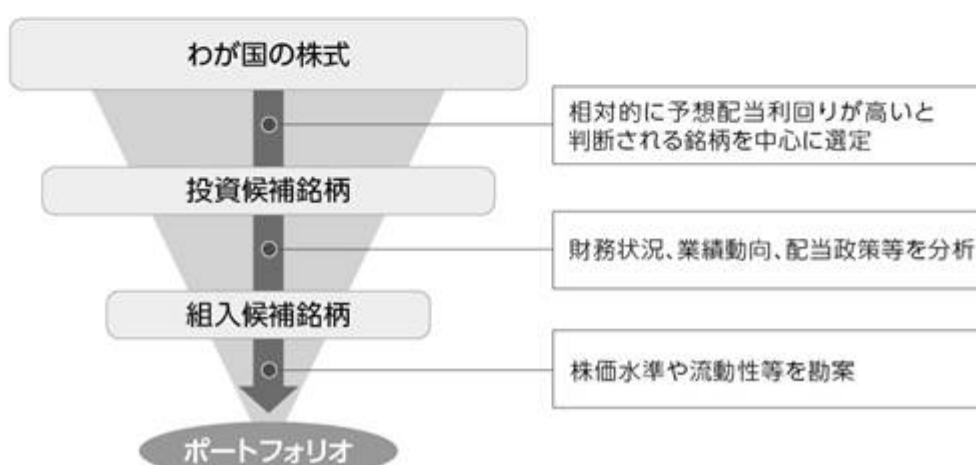 わが国の株式
相対的に予想配当利回りが高いと
判断される銘柄を中心に選定
投資候補銘柄
財務状況、業績動向、配当政策等を分析
組入候補銘柄
株価水準や流動性等を勘案
ポートフォリオ